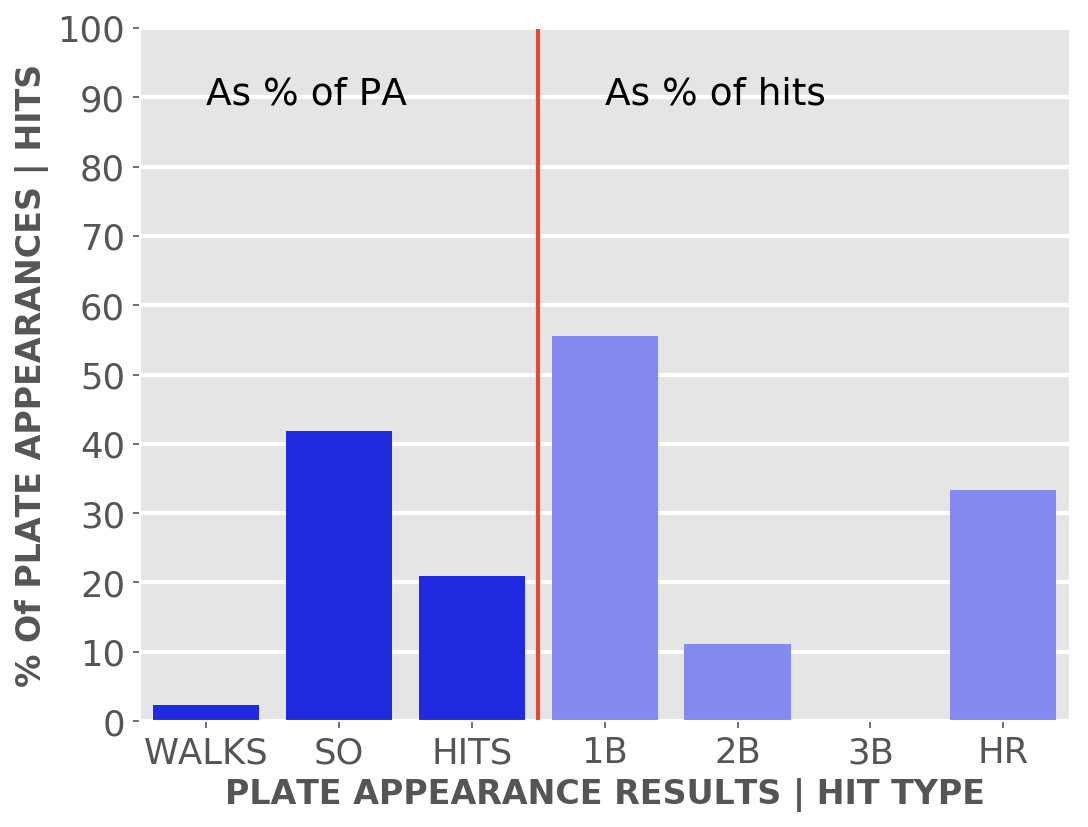 % Of PLATE APPEARANCES | HITS
100
90
80
70
60
50
40
30
20
10
0
As % of PA
As % of hits
WALKS SO HITS 1B 2B 3B HR
PLATE APPEARANCE RESULTS | HIT TYPE